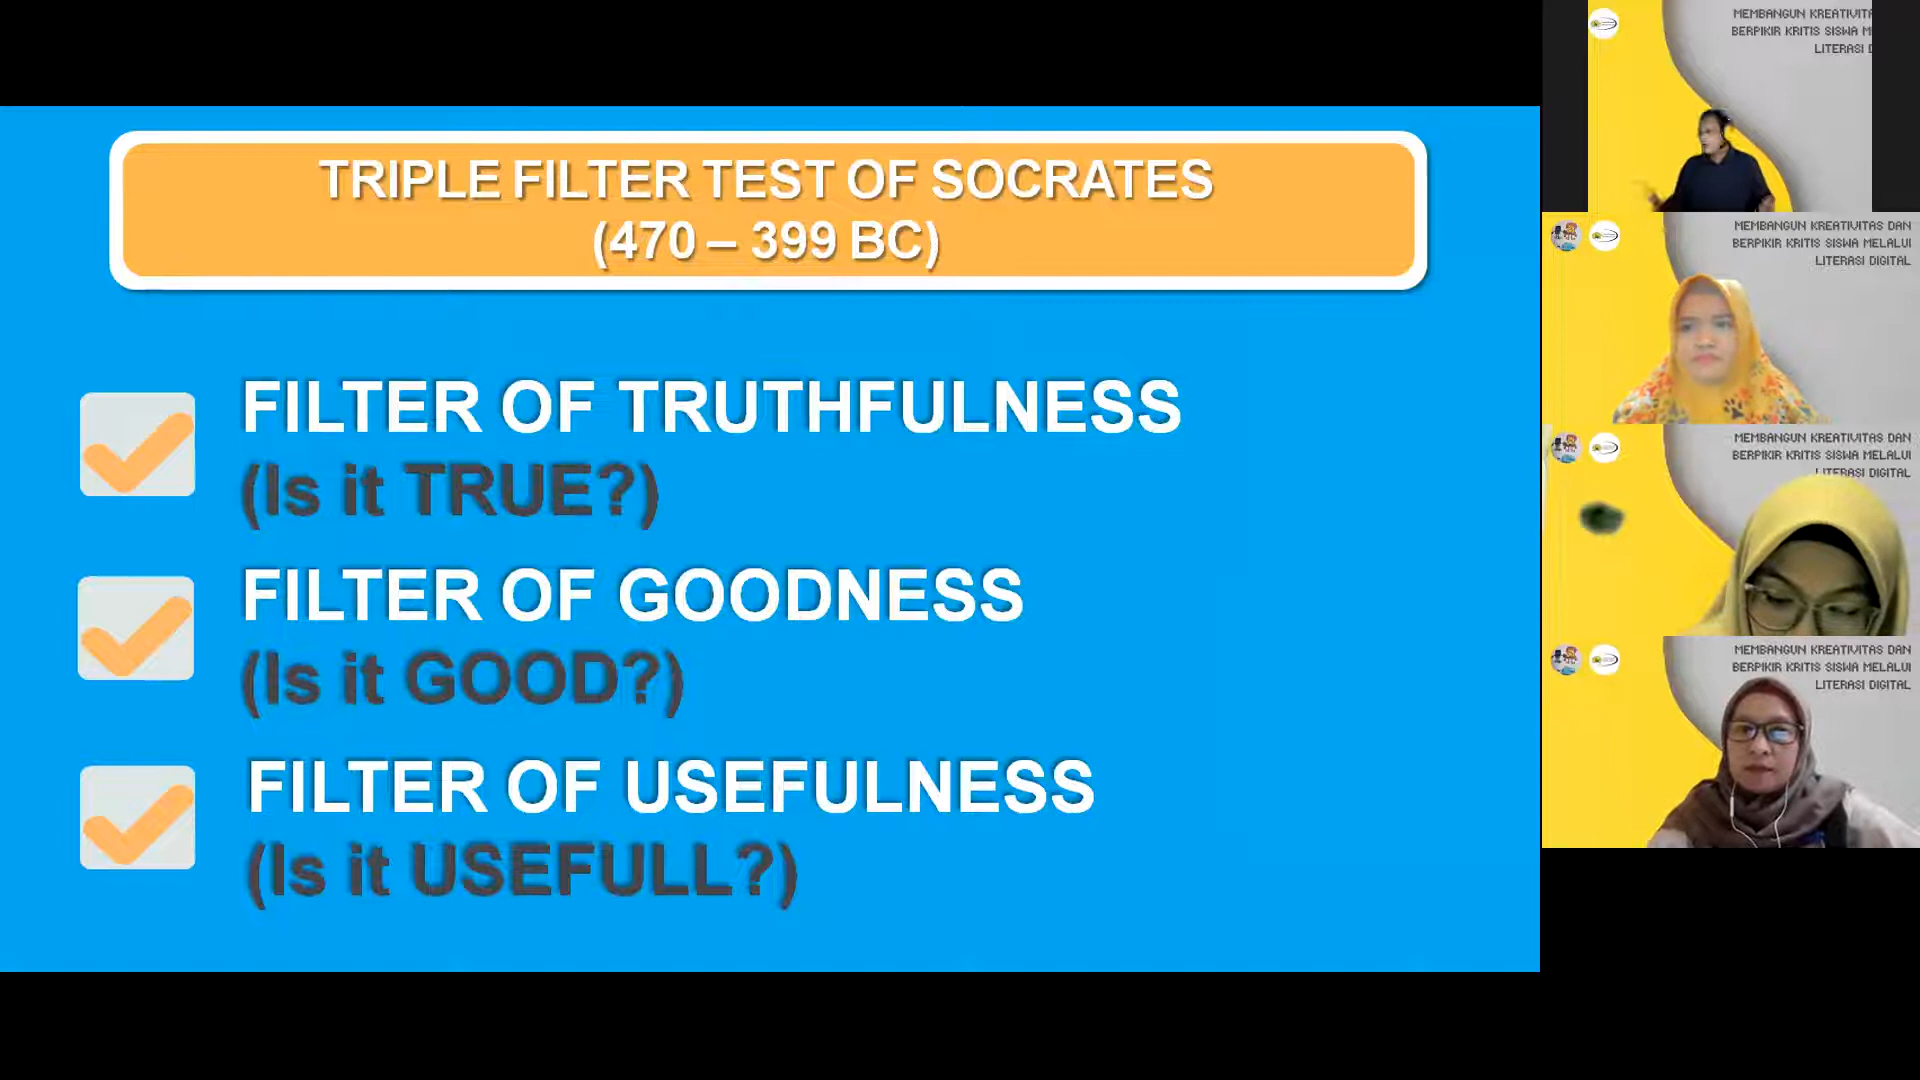 TRIPLE FILTER TEST OF SOCRATES
(470 – 399 BC)
FILTER OF TRUTHFULNESS
(Is it TRUE?)
FILTER OF GOODNESS
(Is it GOOD?)
FILTER OF USEFULNESS
(Is it USEFULL?)
MEMBANGUN KREATIVITA
BERPIKIR KRITIS SISWA M
LITERASI D
MEMBANGUN KREATIVITAS DAN
BERPIKIR KRITIS SISWA MELALUI
LITERASI DIGITAL
MEMBANGUN KREATIVITAS DAN
BERPIKIR KRITIS SISWA MELALUI
LITERASI DIGITAL
MEMBANGUN KREATIVITAS DAN
BERPIKIR KRITIS SISWA MELALUI
LITERASI DIGITAL